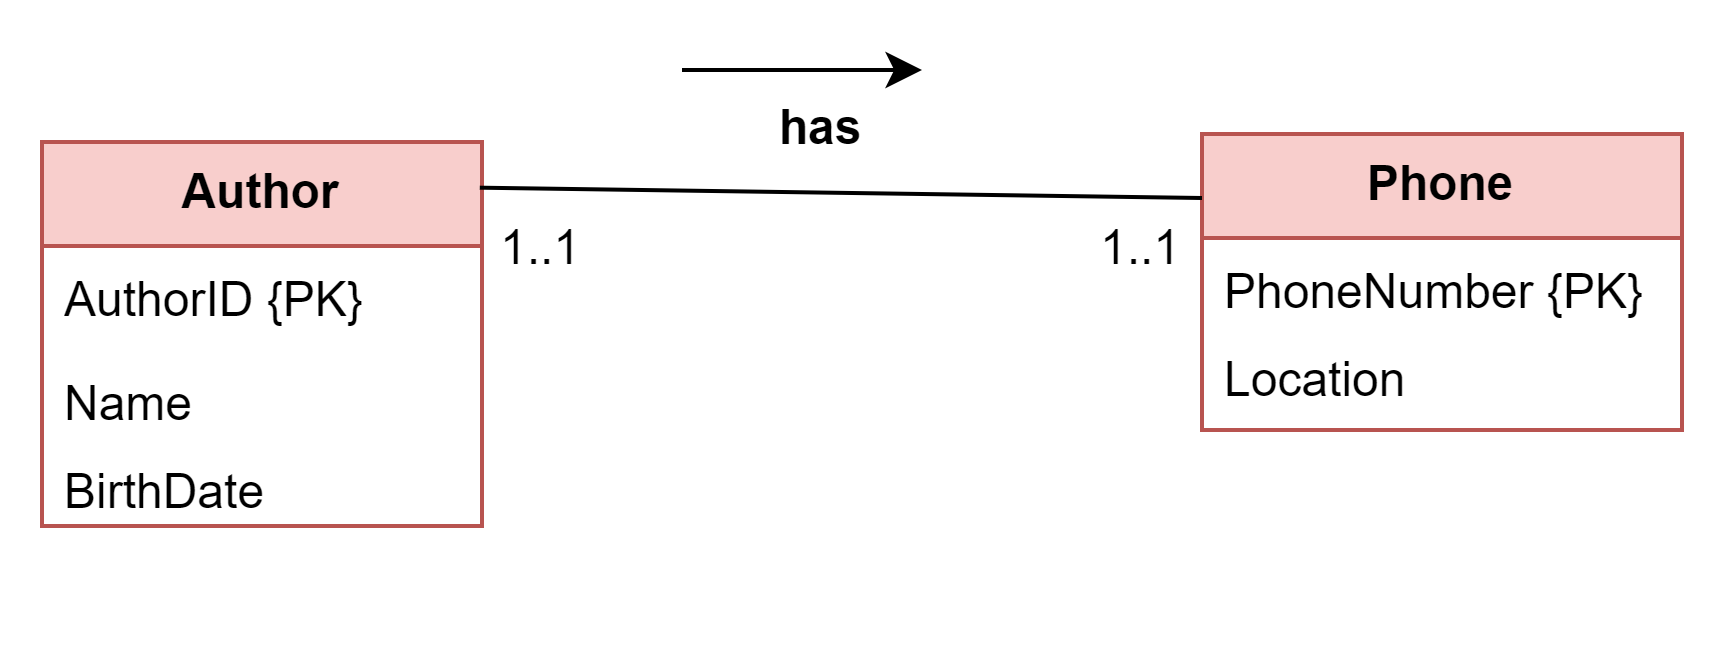 has
Author
AuthorID {PK}
Name
BirthDate
1..1
1..1
Phone
PhoneNumber {PK}
Location